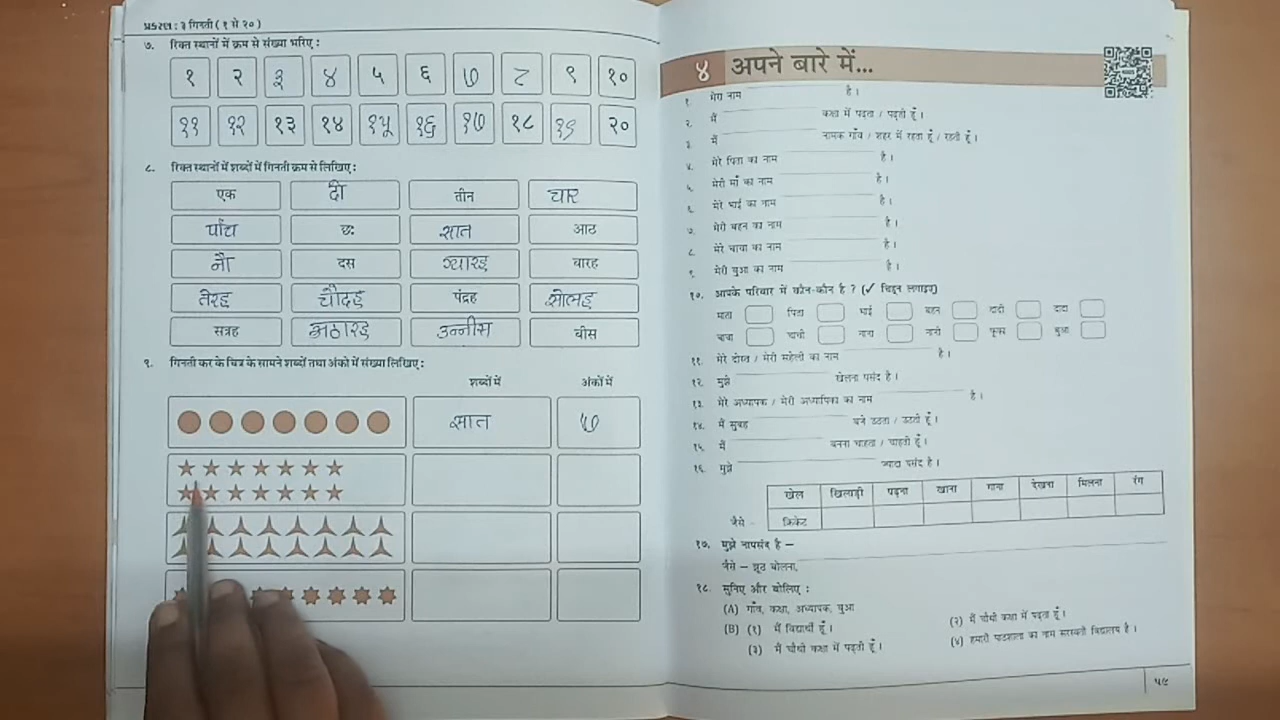 प्रकरण : ३ गिनती ( १ से २० )
७. रिक्त स्थानों में क्रम से संख्या भरिए :
१ २ ३ ४ ५ ६ ७ ८ ९ १०
११ १२ १३ १४ १५ १६ १७ १८ १९ २०
८. रिक्त स्थानों में शब्दों में गिनती क्रम से लिखिए :
एक दो तीन चार
पाँच छः सात आठ
नौ दस ग्यारह बारह
तेरह चौदह पंद्रह सोलह
सत्रह अठारह उन्नीस बीस
९. गिनती कर के चित्र के सामने शब्दों तथा अंको में संख्या लिखिए :
शब्दों में अंकों में
सात ७
४ अपने बारे में...
१. मेरा नाम है ।
२. मैं कक्षा में पढ़ता / पढ़ती हूँ ।
३. मैं नामक गाँव / शहर में रहता हूँ / रहती हूँ ।
४. मेरे पिता का नाम है ।
५. मेरी माँ का नाम है ।
६. मेरे भाई का नाम है ।
७. मेरी बहन का नाम है ।
८. मेरे चाचा का नाम है ।
९. मेरी बुआ का नाम है ।
१०. आपके परिवार में कौन-कौन है ? (✓ चिह्न लगाइए)
माता पिता भाई बहन दादी दादा
चाचा चाची नाना नानी फूफा बुआ
११. मेरे दोस्त / मेरी सहेली का नाम है ।
१२. मुझे खेलना पसंद है ।
१३. मेरे अध्यापक / मेरी अध्यापिका का नाम है ।
१४. मैं सुबह बजे उठता / उठती हूँ ।
१५. मैं बनना चाहता / चाहती हूँ ।
१६. मुझे ज्यादा पसंद है ।
खेल खिलाड़ी पढ़ना खाना गाना देखना मिलना रंग
जैसे - क्रिकेट
१७. मुझे नापसंद है –
जैसे – झूठ बोलना,
१८. सुनिए और बोलिए :
(A) गाँव, कक्षा, अध्यापक, बुआ
(B) (१) मैं विद्यार्थी हूँ । (२) मैं चौथी कक्षा में पढ़ता हूँ ।
(३) मैं चौथी कक्षा में पढ़ती हूँ । (४) हमारी पाठशाला का नाम सरस्वती विद्यालय है ।
५९